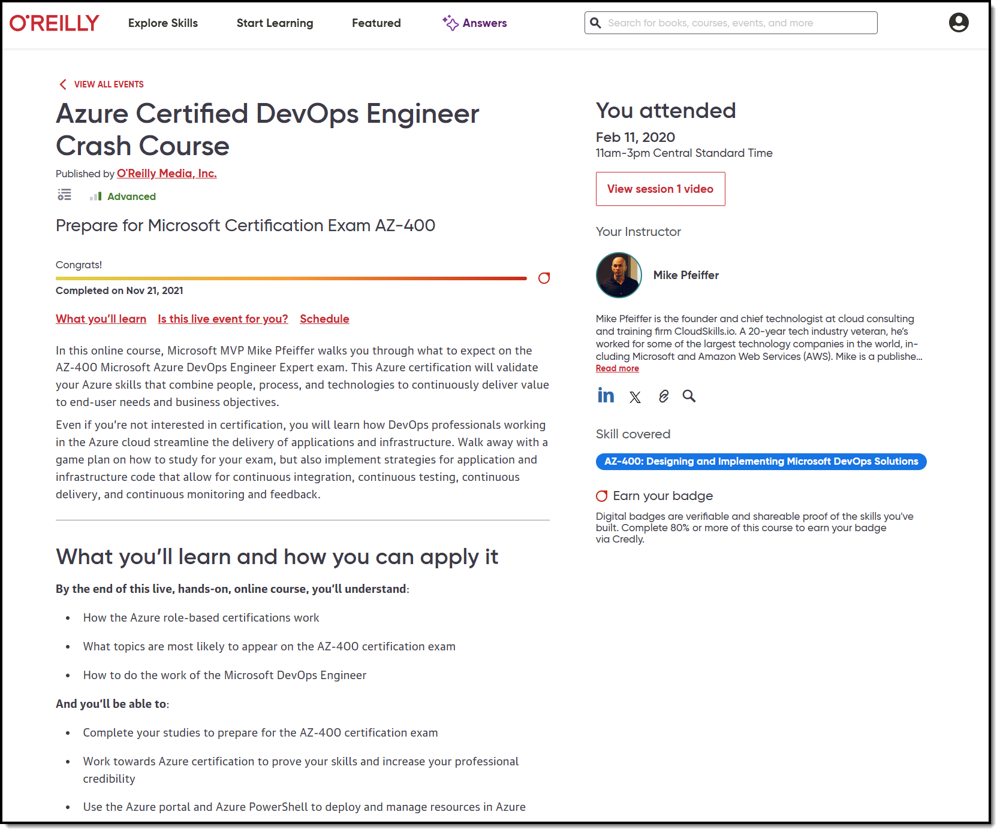 O'REILLY
Explore Skills
Start Learning
Featured
Answers
Search for books, courses, events, and more
VIEW ALL EVENTS
Azure Certified DevOps Engineer
Crash Course
Published by O'Reilly Media, Inc.
Advanced
Prepare for Microsoft Certification Exam AZ-400
Congrats!
Completed on Nov 21, 2021
What you’ll learn Is this live event for you? Schedule
In this online course, Microsoft MVP Mike Pfeiffer walks you through what to expect on the
AZ-400 Microsoft Azure DevOps Engineer Expert exam. This Azure certification will validate
your Azure skills that combine people, process, and technologies to continuously deliver value
to end-user needs and business objectives.
Even if you’re not interested in certification, you will learn how DevOps professionals working
in the Azure cloud streamline the delivery of applications and infrastructure. Walk away with a
game plan on how to study for your exam, but also implement strategies for application and
infrastructure code that allow for continuous integration, continuous testing, continuous
delivery, and continuous monitoring and feedback.
What you’ll learn and how you can apply it
By the end of this live, hands-on, online course, you’ll understand:
• How the Azure role-based certifications work
• What topics are most likely to appear on the AZ-400 certification exam
• How to do the work of the Microsoft DevOps Engineer
And you’ll be able to:
• Complete your studies to prepare for the AZ-400 certification exam
• Work towards Azure certification to prove your skills and increase your professional
credibility
• Use the Azure portal and Azure PowerShell to deploy and manage resources in Azure
You attended
Feb 11, 2020
11am-3pm Central Standard Time
View session 1 video
Your Instructor
Mike Pfeiffer
Mike Pfeiffer is the founder and chief technologist at cloud consulting
and training firm CloudSkills.io. A 20-year tech industry veteran, he’s
worked for some of the largest technology companies in the world, in-
cluding Microsoft and Amazon Web Services (AWS). Mike is a publishe...
Read more
in
X
Skill covered
AZ-400: Designing and Implementing Microsoft DevOps Solutions
Earn your badge
Digital badges are verifiable and shareable proof of the skills you've
built. Complete 80% or more of this course to earn your badge
via Credly.